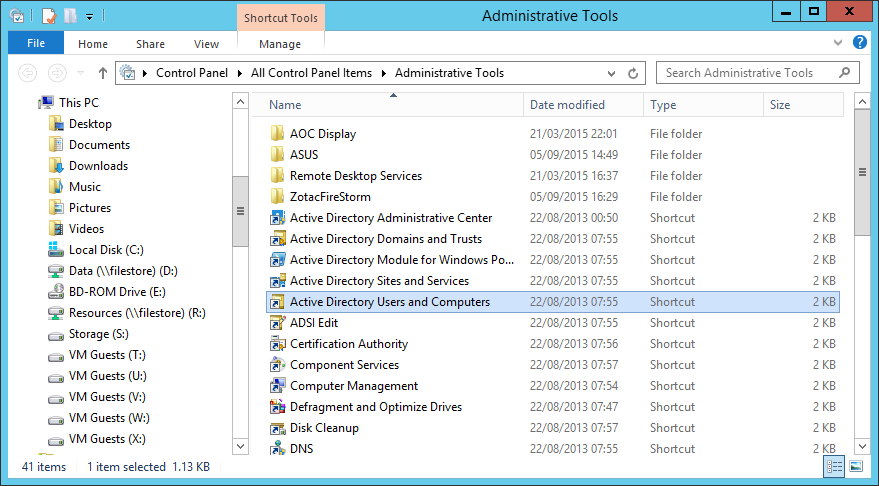 Shortcut Tools
Administrative Tools
File Home Share View Manage
Control Panel All Control Panel Items Administrative Tools Search Administrative Tools
This PC
Desktop
Documents
Downloads
Music
Pictures
Videos
Local Disk (C:)
Data (\\filestore) (D:)
BD-ROM Drive (E:)
Resources (\\filestore) (R:)
Storage (S:)
VM Guests (T:)
VM Guests (U:)
VM Guests (V:)
VM Guests (W:)
VM Guests (X:)
Name Date modified Type Size
AOC Display 21/03/2015 22:01 File folder
ASUS 05/09/2015 14:49 File folder
Remote Desktop Services 21/03/2015 16:37 File folder
ZotacFireStorm 05/09/2015 16:29 File folder
Active Directory Administrative Center 22/08/2013 00:50 Shortcut 2 KB
Active Directory Domains and Trusts 22/08/2013 07:55 Shortcut 2 KB
Active Directory Module for Windows Po... 22/08/2013 07:55 Shortcut 2 KB
Active Directory Sites and Services 22/08/2013 07:55 Shortcut 2 KB
Active Directory Users and Computers 22/08/2013 07:55 Shortcut 2 KB
ADSI Edit 22/08/2013 07:55 Shortcut 2 KB
Certification Authority 22/08/2013 07:56 Shortcut 2 KB
Component Services 22/08/2013 07:57 Shortcut 2 KB
Computer Management 22/08/2013 07:54 Shortcut 2 KB
Defragment and Optimize Drives 22/08/2013 07:47 Shortcut 2 KB
Disk Cleanup 22/08/2013 07:57 Shortcut 2 KB
DNS 22/08/2013 07:55 Shortcut 2 KB
41 items 1 item selected 1.13 KB